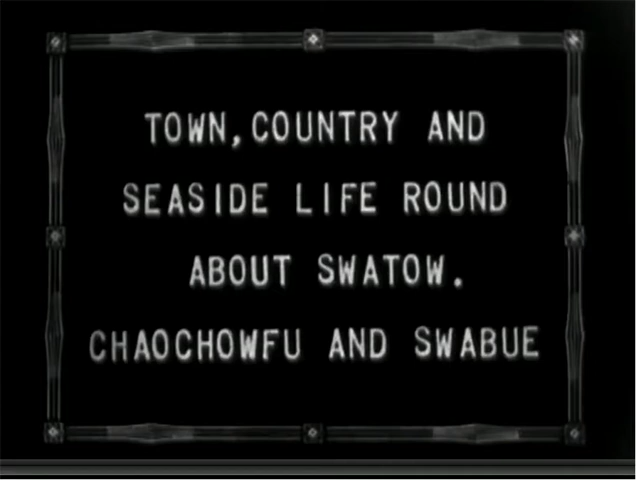 TOWN, COUNTRY AND
SEASIDE LIFE ROUND
ABOUT SWATOW.
CHAOCHOWFU AND SWABUE